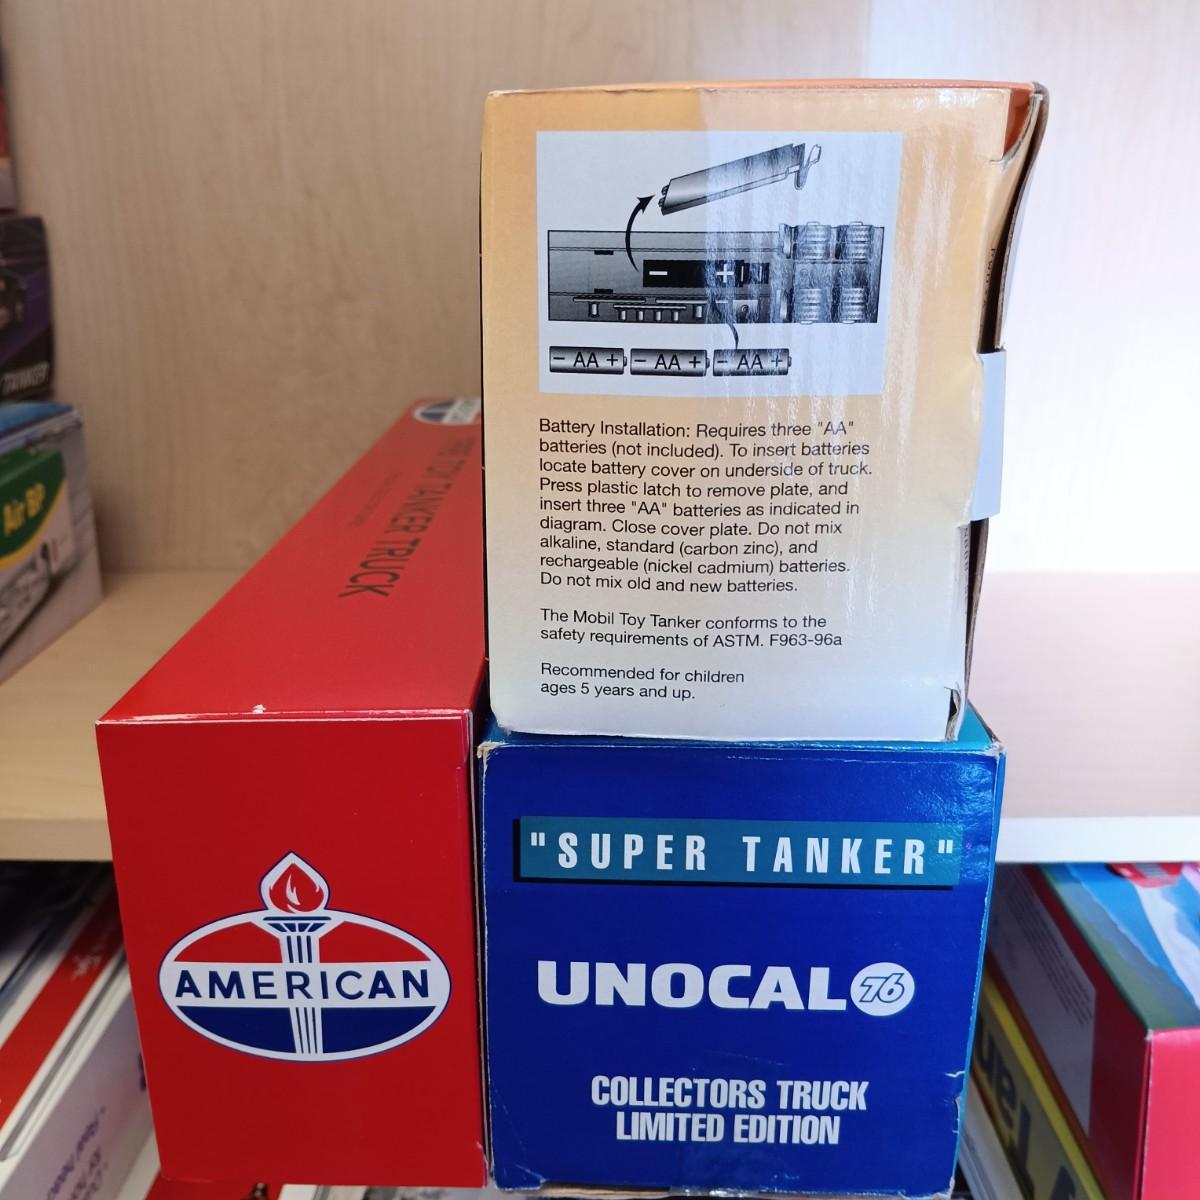 - AA + - AA + - AA +
Battery Installation: Requires three "AA"
batteries (not included). To insert batteries
locate battery cover on underside of truck.
Press plastic latch to remove plate, and
insert three "AA" batteries as indicated in
diagram. Close cover plate. Do not mix
alkaline, standard (carbon zinc), and
rechargeable (nickel cadmium) batteries.
Do not mix old and new batteries.
The Mobil Toy Tanker conforms to the
safety requirements of ASTM. F963-96a
Recommended for children
ages 5 years and up.
TOY TANKER TRUCK
AMERICAN
"SUPER TANKER"
UNOCAL 76
COLLECTORS TRUCK
LIMITED EDITION
Air BP
TANKER